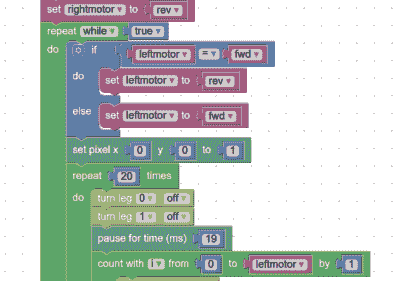 set rightmotor to rev
repeat while true
do if leftmotor = fwd
do set leftmotor to rev
else set leftmotor to fwd
set pixel x 0 y 0 to 1
repeat 20 times
do turn leg 0 off
turn leg 1 off
pause for time (ms) 19
count with i from 0 to leftmotor by 1